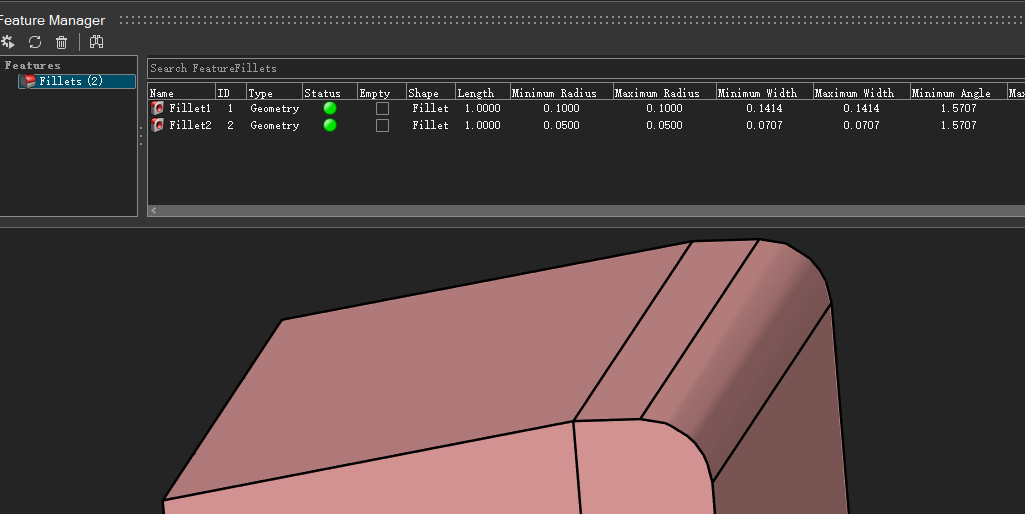 Feature Manager
Features
Fillets (2)
Search FeatureFillets
Name ID Type Status Empty Shape Length Minimum Radius Maximum Radius Minimum Width Maximum Width Minimum Angle
Fillet1 1 Geometry Fillet 1.0000 0.1000 0.1000 0.1414 0.1414 1.5707
Fillet2 2 Geometry Fillet 1.0000 0.0500 0.0500 0.0707 0.0707 1.5707